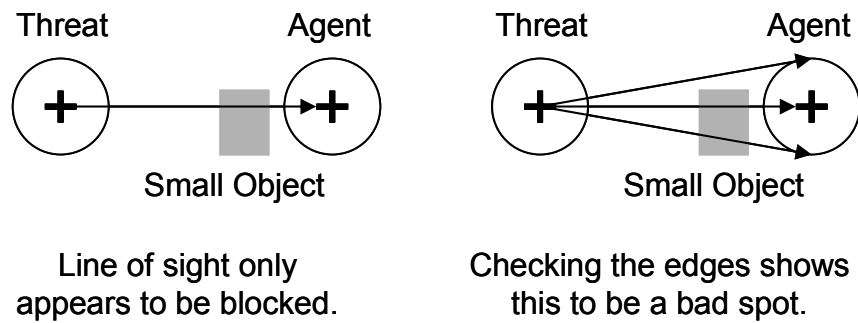 Threat
Agent
Small Object
Line of sight only
appears to be blocked.
Threat
Agent
Small Object
Checking the edges shows
this to be a bad spot.